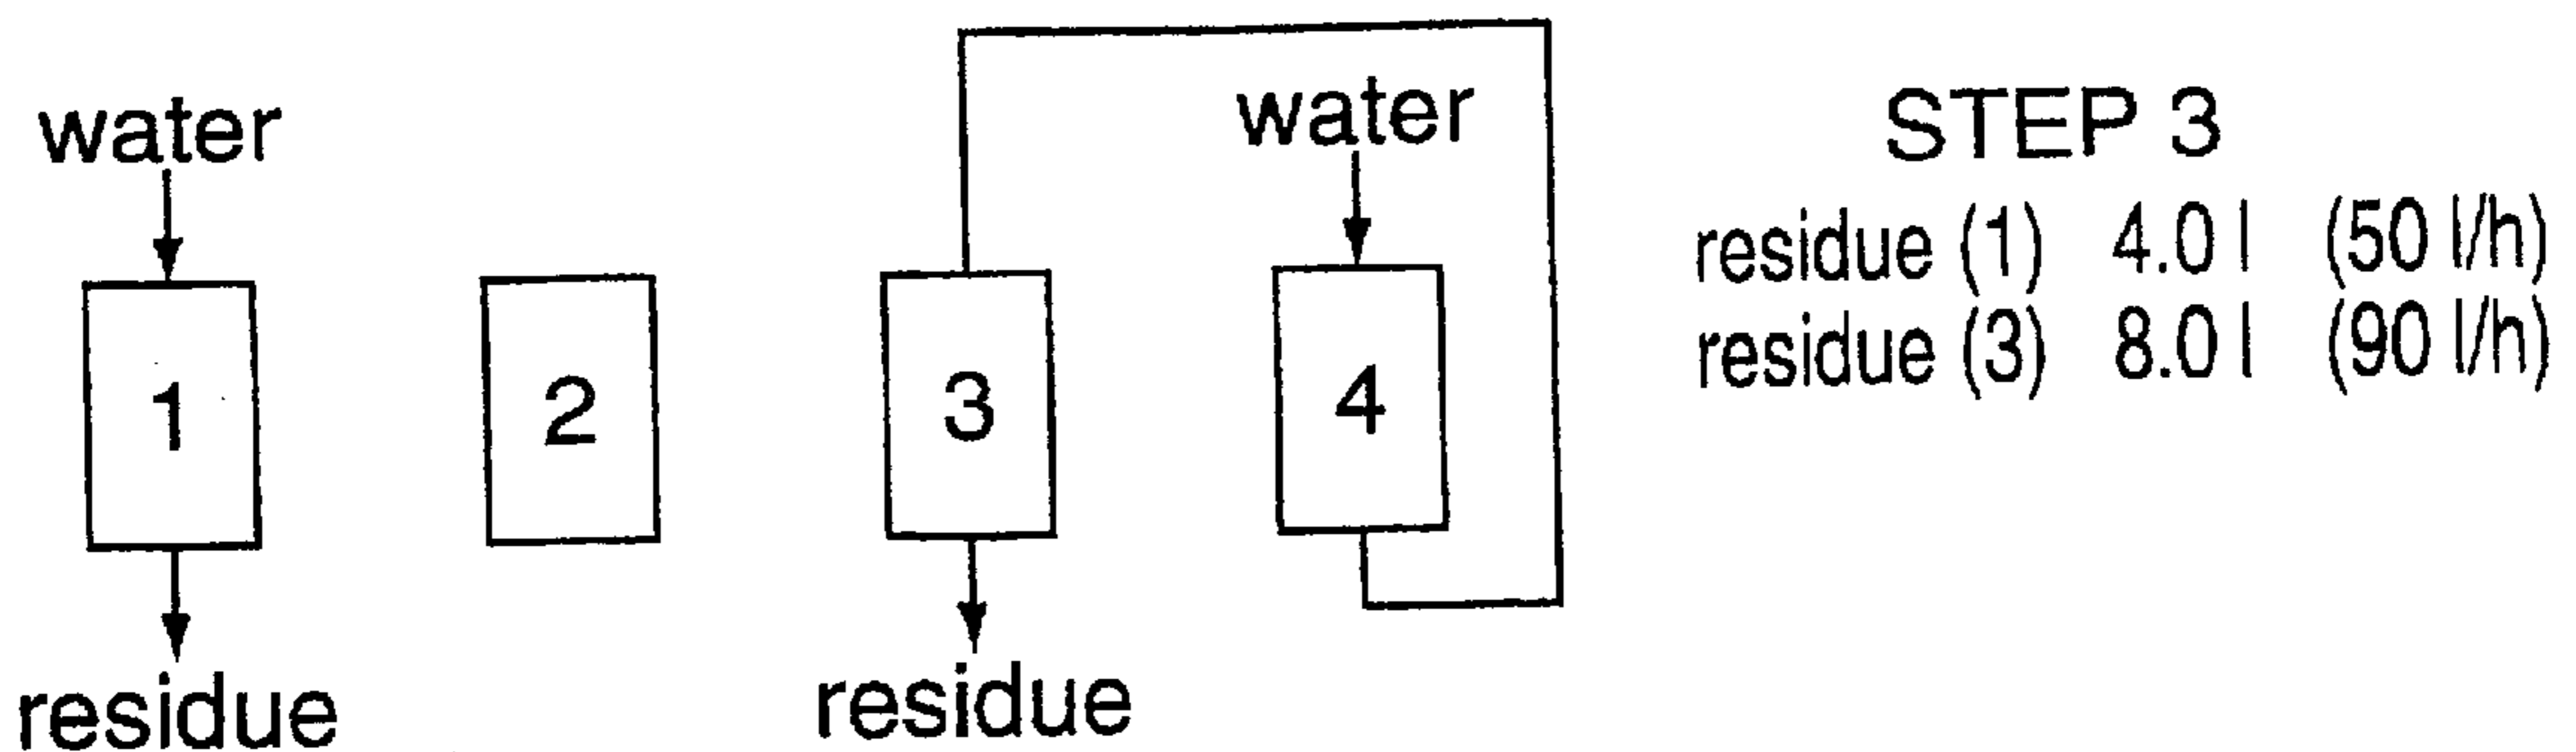 water
water
STEP 3
residue (1) 4.0 l (50 l/h)
residue (3) 8.0 l (90 l/h)
1
2
3
4
residue
residue